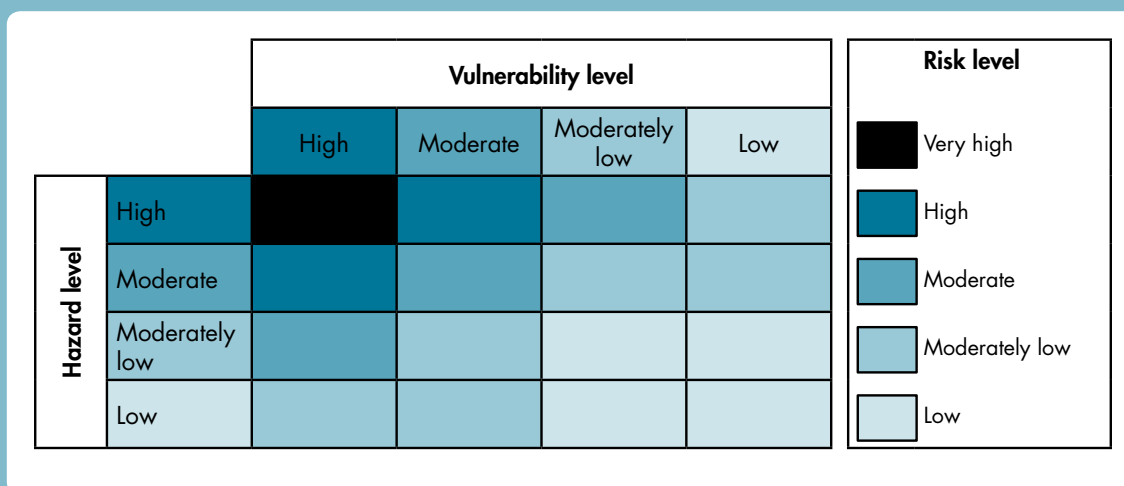 Vulnerability level
High
Moderate
Moderately
low
Low
Hazard level
High
Moderate
Moderately
low
Low
Risk level
Very high
High
Moderate
Moderately low
Low